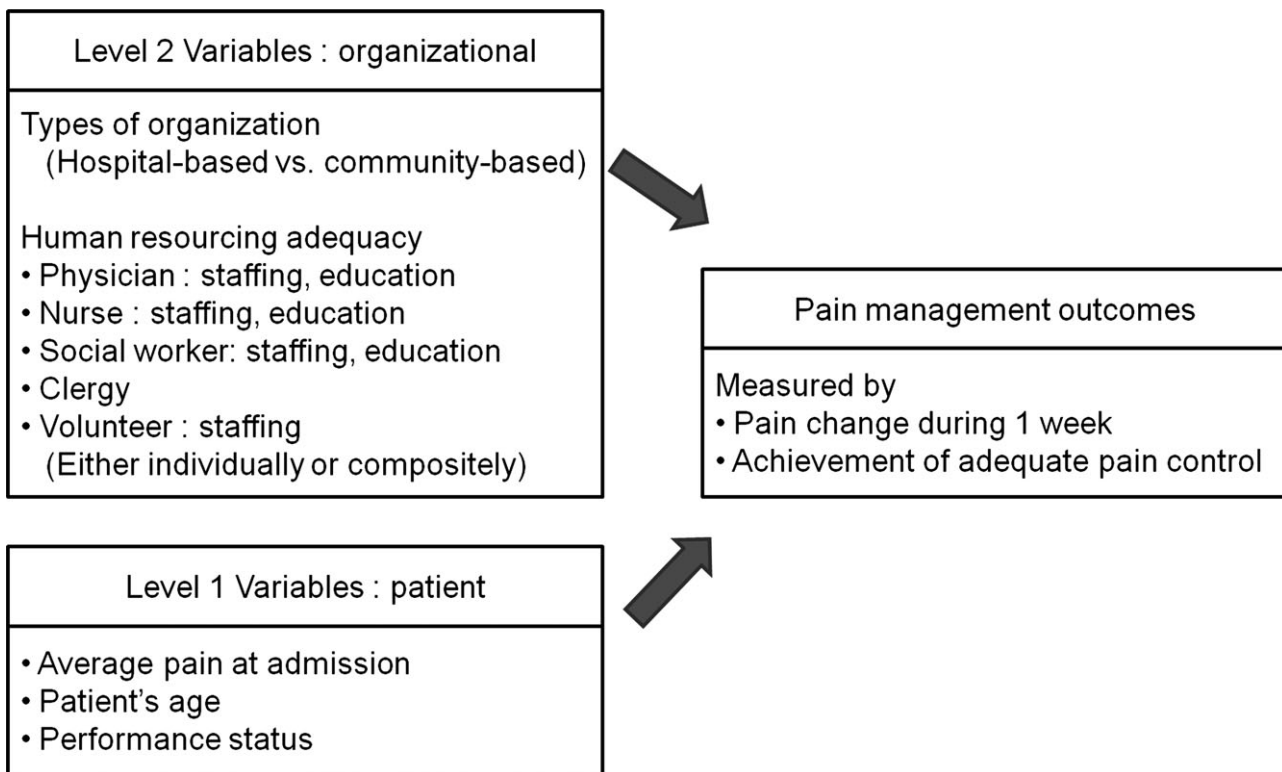 Level 2 Variables : organizational
Types of organization
(Hospital-based vs. community-based)
Human resourcing adequacy
• Physician : staffing, education
• Nurse : staffing, education
• Social worker: staffing, education
• Clergy
• Volunteer : staffing
(Either individually or compositely)
Pain management outcomes
Measured by
• Pain change during 1 week
• Achievement of adequate pain control
Level 1 Variables : patient
• Average pain at admission
• Patient’s age
• Performance status